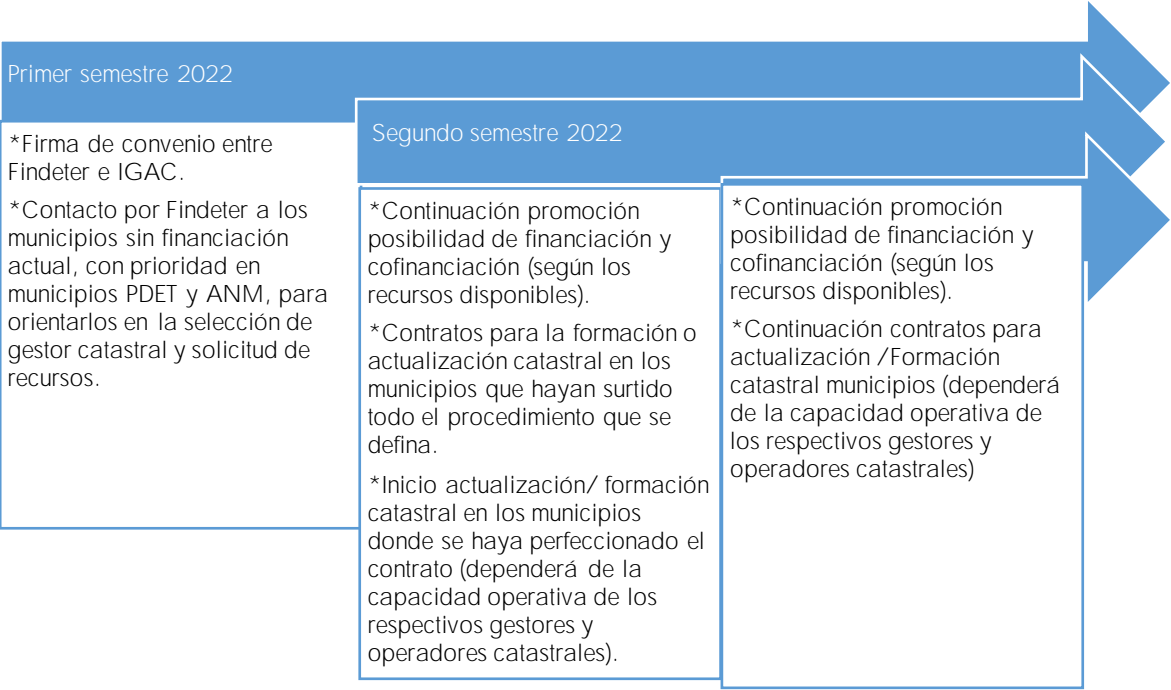 Primer semestre 2022
*Firma de convenio entre
Findeter e IGAC.
*Contacto por Findeter a los
municipios sin financiación
actual, con prioridad en
municipios PDET y ANM, para
orientarlos en la selección de
gestor catastral y solicitud de
recursos.
Segundo semestre 2022
*Continuación promoción
posibilidad de financiación y
cofinanciación (según los
recursos disponibles).
*Contratos para la formación o
actualización catastral en los
municipios que hayan surtido
todo el procedimiento que se
defina.
*Inicio actualización/ formación
catastral en los municipios
donde se haya perfeccionado el
contrato (dependerá de la
capacidad operativa de los
respectivos gestores y
operadores catastrales).
*Continuación promoción
posibilidad de financiación y
cofinanciación (según los
recursos disponibles).
*Continuación contratos para
actualización /Formación
catastral municipios (dependerá
de la capacidad operativa de
los respectivos gestores y
operadores catastrales)